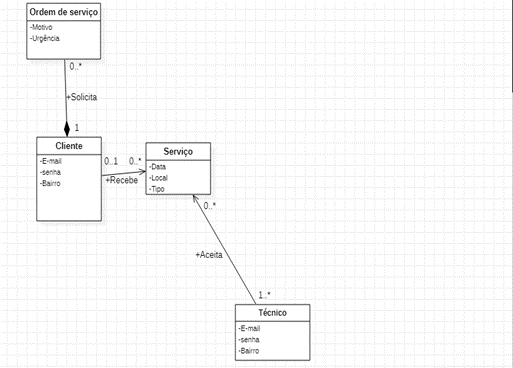 Ordem de serviço
-Motivo
-Urgência
0..*
+Solicita
1
Cliente
-E-mail
-senha
-Bairro
0..1
0..*
+Recebe
Serviço
-Data
-Local
-Tipo
0..*
+Aceita
1..*
Técnico
-E-mail
-senha
-Bairro